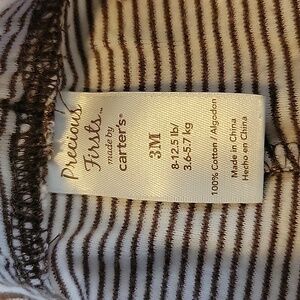 Precious
Firsts™
made by
carter's®
3M
8-12.5 lb/
3.6-5.7 kg
100% Cotton / Algodon
Made in China
Hecho en China